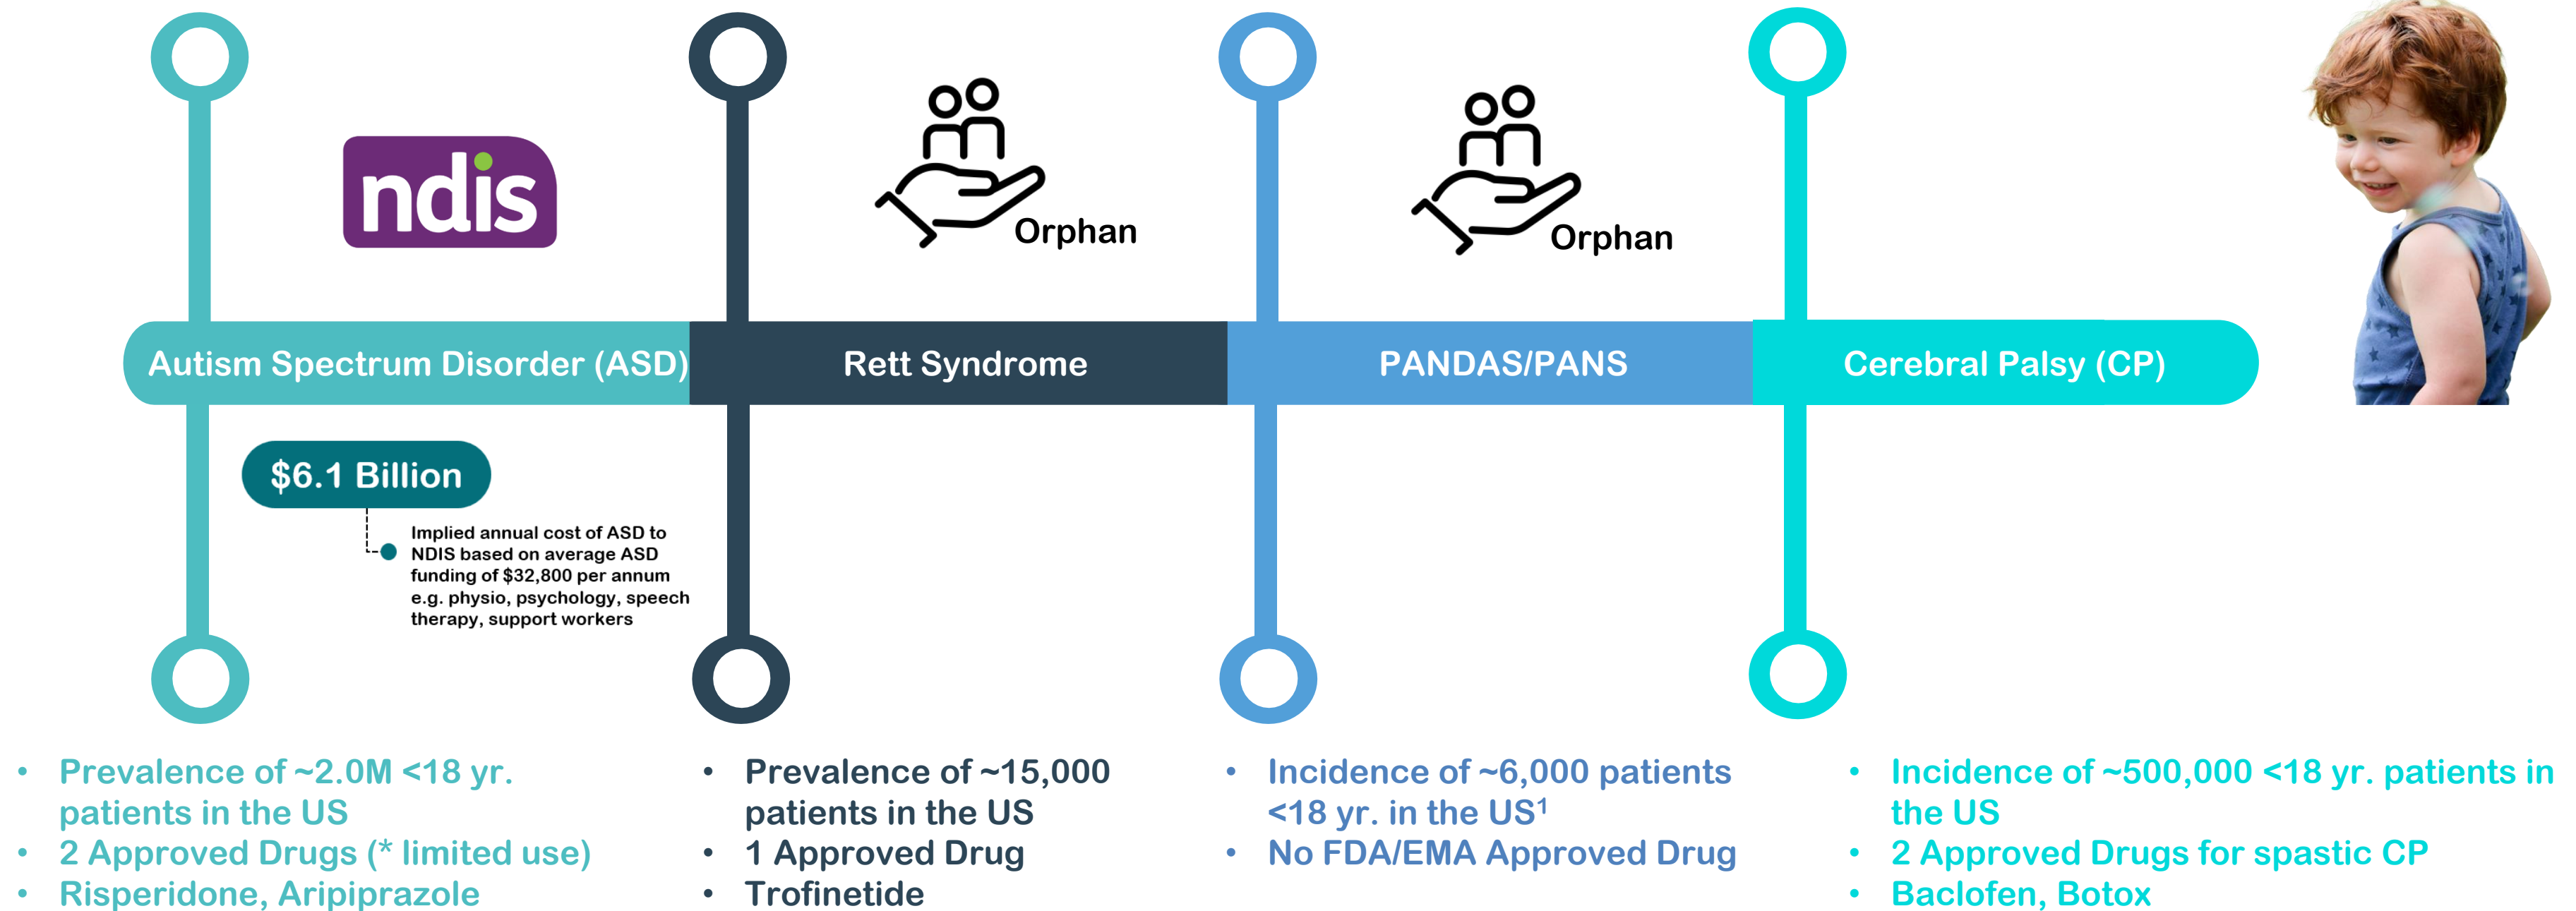 ndis
Orphan
Orphan
Autism Spectrum Disorder (ASD)
Rett Syndrome
PANDAS/PANS
Cerebral Palsy (CP)
$6.1 Billion
Implied annual cost of ASD to
NDIS based on average ASD
funding of $32,800 per annum
e.g. physio, psychology, speech
therapy, support workers
• Prevalence of ~2.0M <18 yr.
patients in the US
• 2 Approved Drugs (* limited use)
• Risperidone, Aripiprazole
• Prevalence of ~15,000
patients in the US
• 1 Approved Drug
• Trofinetide
• Incidence of ~6,000 patients
<18 yr. in the US¹
• No FDA/EMA Approved Drug
• Incidence of ~500,000 <18 yr. patients in
the US
• 2 Approved Drugs for spastic CP
• Baclofen, Botox